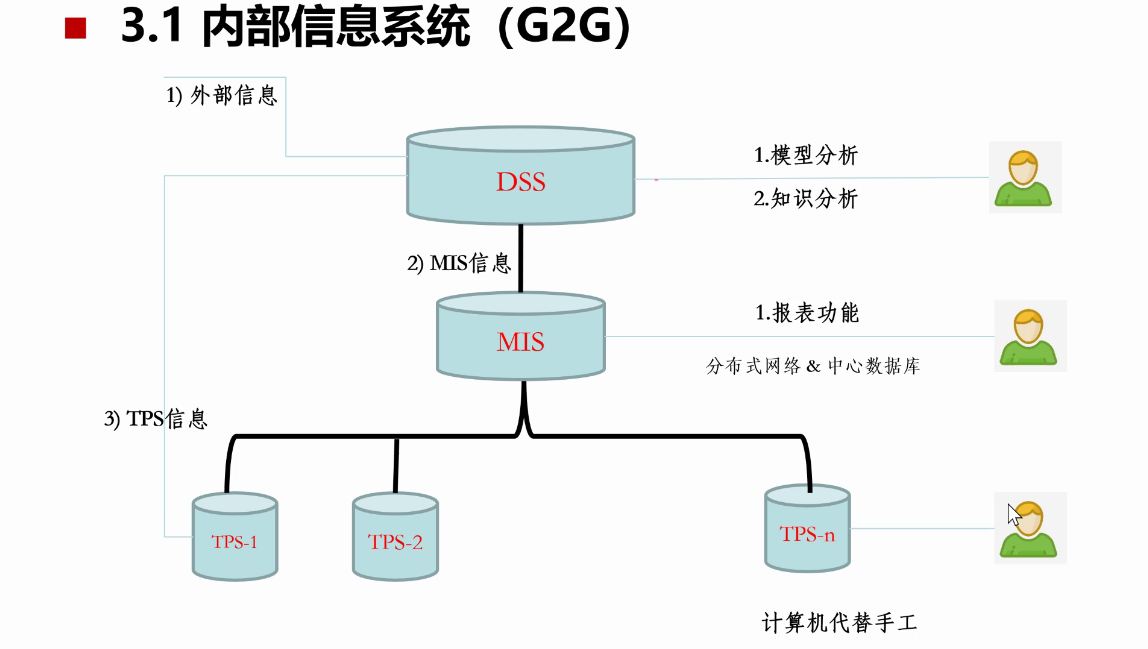 3.1 内部信息系统（G2G）
1) 外部信息
DSS
1.模型分析
2.知识分析
2) MIS信息
MIS
1.报表功能
分布式网络 & 中心数据库
3) TPS信息
TPS-1
TPS-2
TPS-n
计算机代替手工